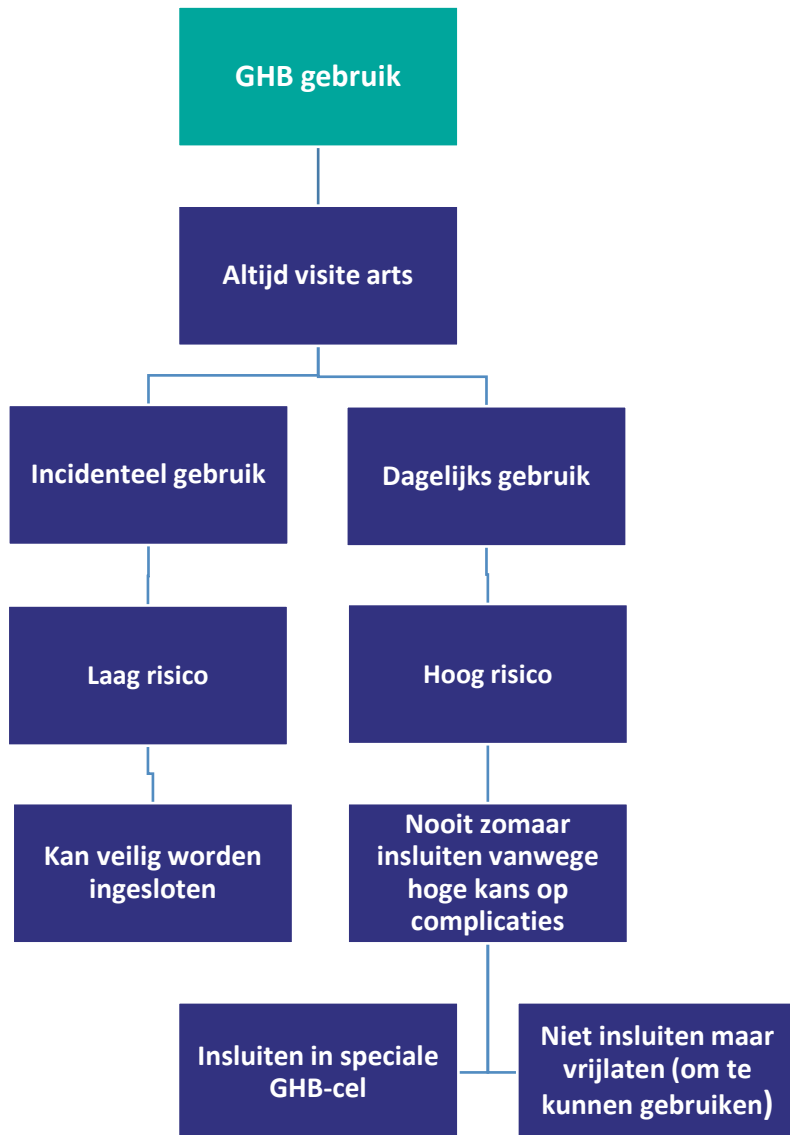 GHB gebruik
Altijd visite arts
Incidenteel gebruik
Dagelijks gebruik
Laag risico
Hoog risico
Kan veilig worden
ingesloten
Nooit zomaar
insluiten vanwege
hoge kans op
complicaties
Insluiten in speciale
GHB-cel
Niet insluiten maar
vrijlaten (om te
kunnen gebruiken)